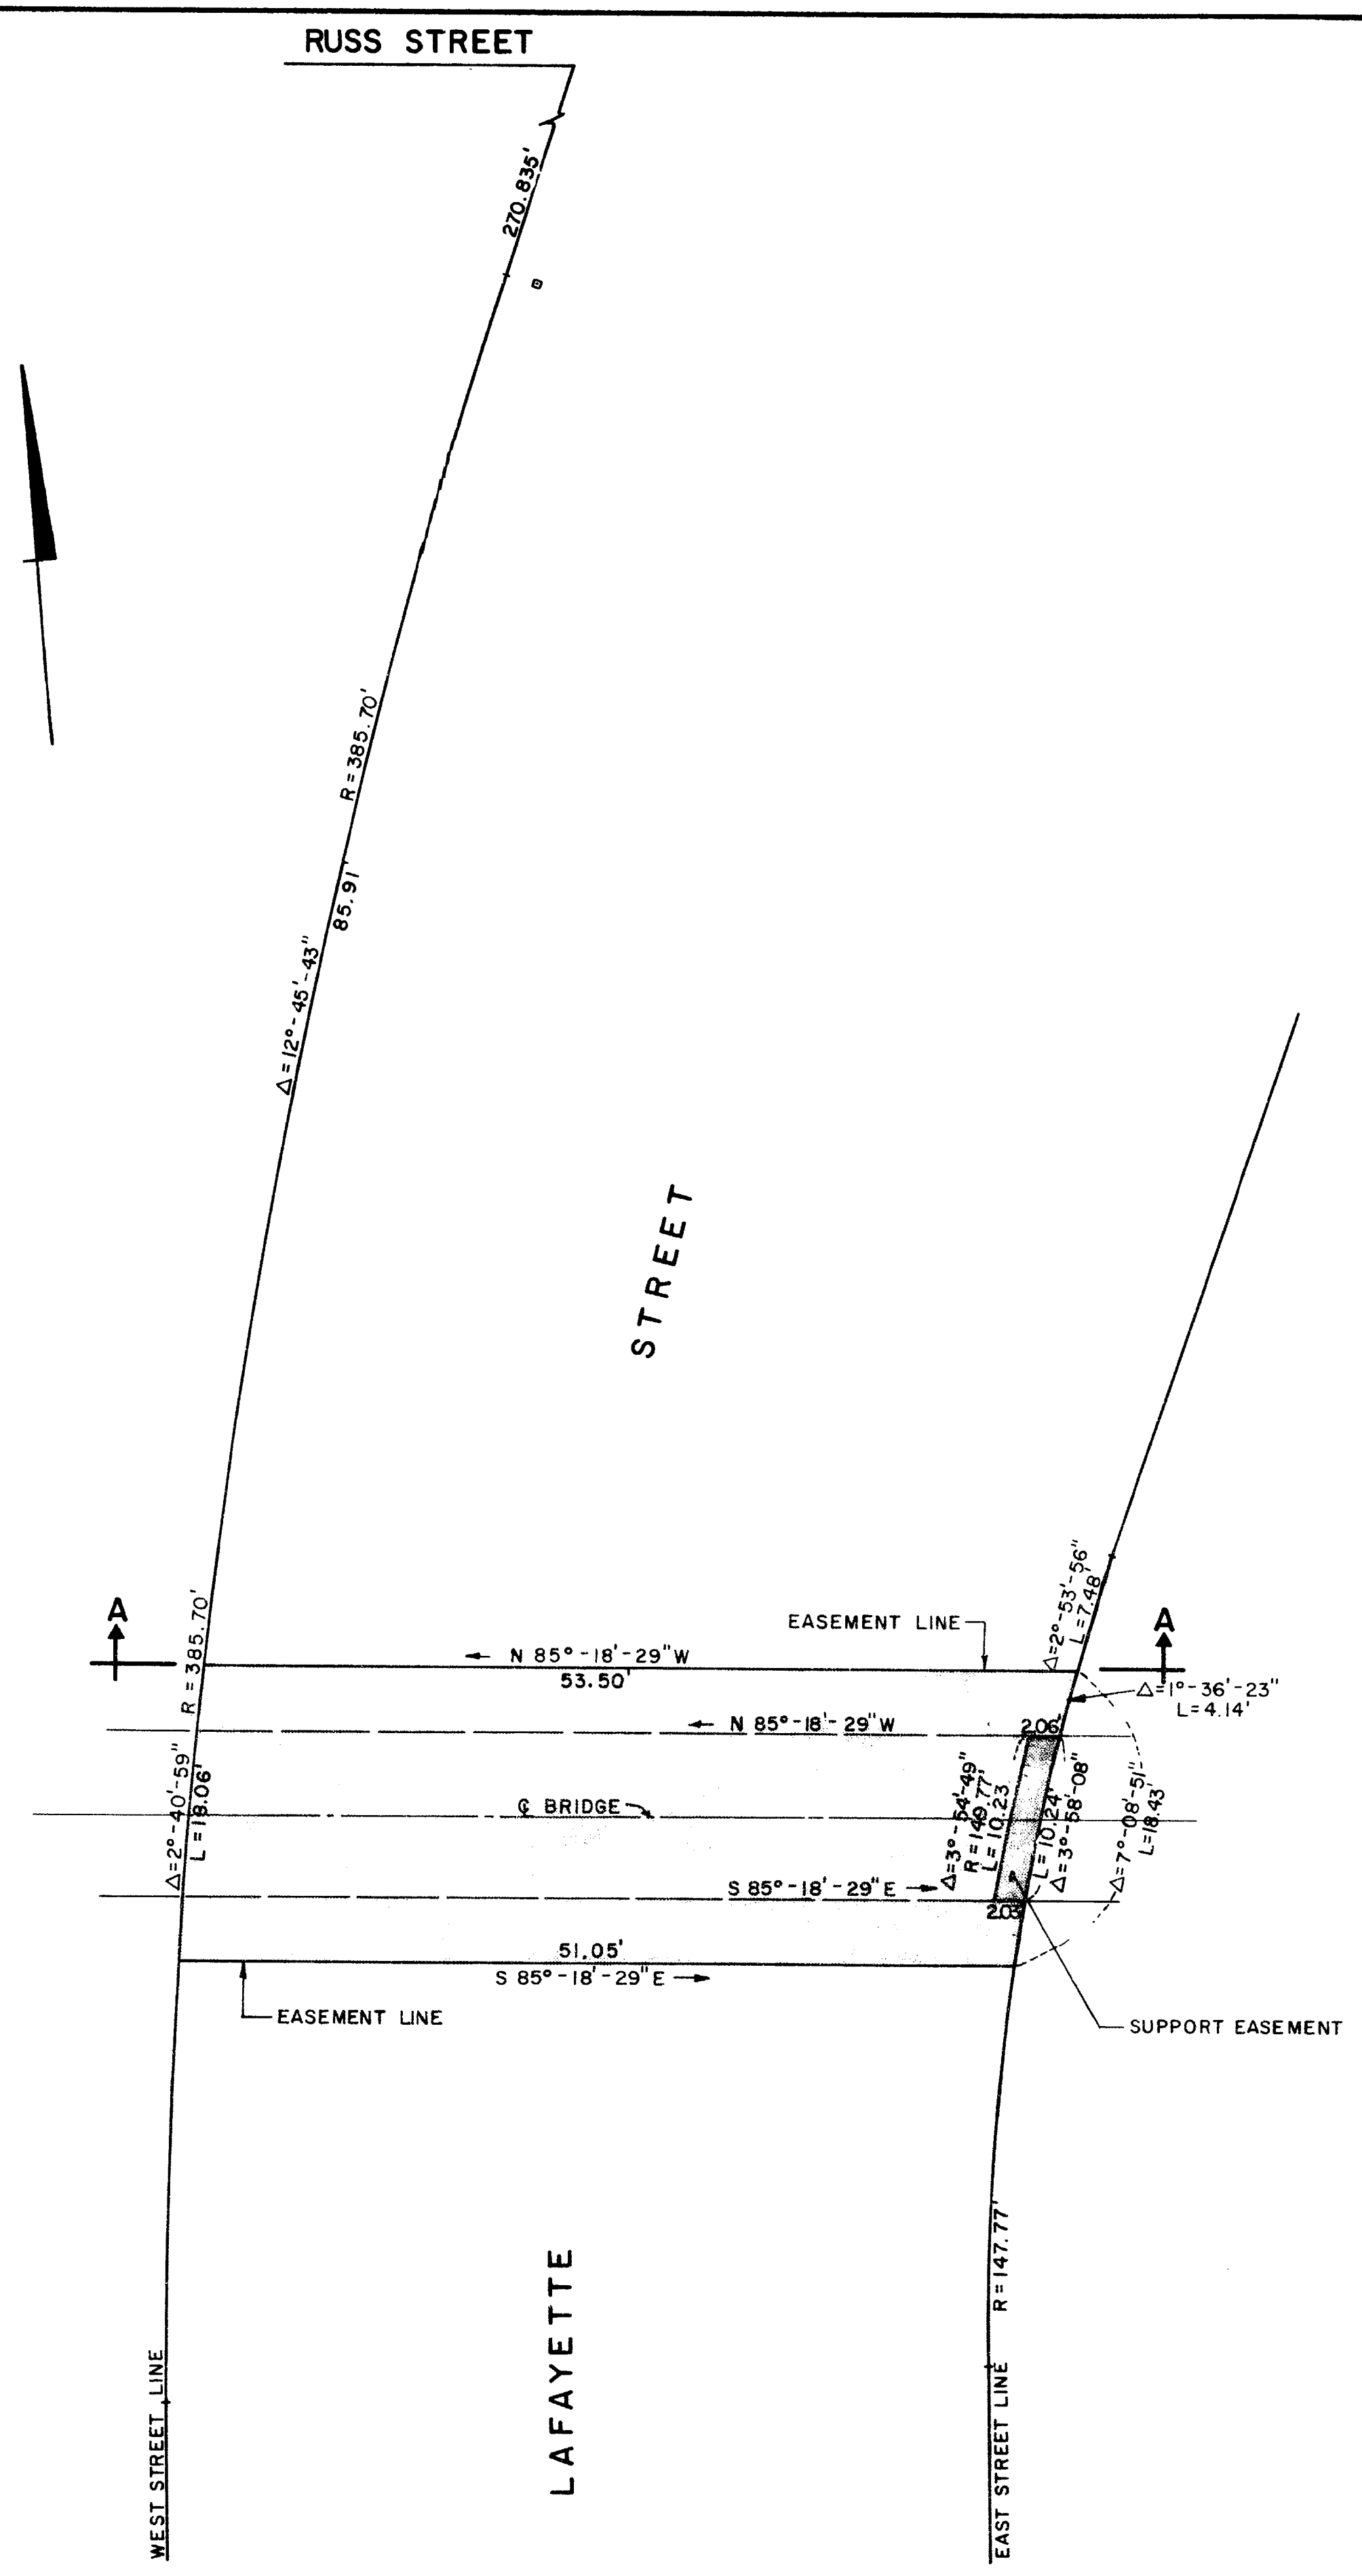 RUSS STREET
270.835'
R = 385.70'
85.91'
Δ = 12°-45'-43"
STREET
Δ=2°-53'-56"
L=7.48'
A
R = 385.70'
EASEMENT LINE
A
N 85°-18'-29"W
53.50'
Δ=1°-36'-23"
L=4.14'
N 85°-18'-29"W
2.06'
Δ=2°-40'-59"
L=18.06'
℄ BRIDGE
Δ=3°-54'-49"
R = 149.77'
L = 10.23
L = 10.24'
Δ=3°-58'-08"
Δ=7°-08'-51"
L=18.43'
S 85°-18'-29"E
2.03'
51.05'
S 85°-18'-29"E
EASEMENT LINE
SUPPORT EASEMENT
R = 147.77'
LAFAYETTE
WEST STREET LINE
EAST STREET LINE